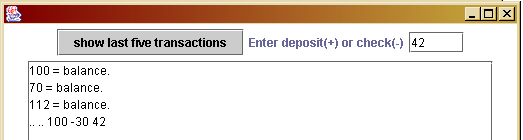 show last five transactions Enter deposit(+) or check(-) 42
100 = balance.
70 = balance.
112 = balance.
.. .. 100 -30 42